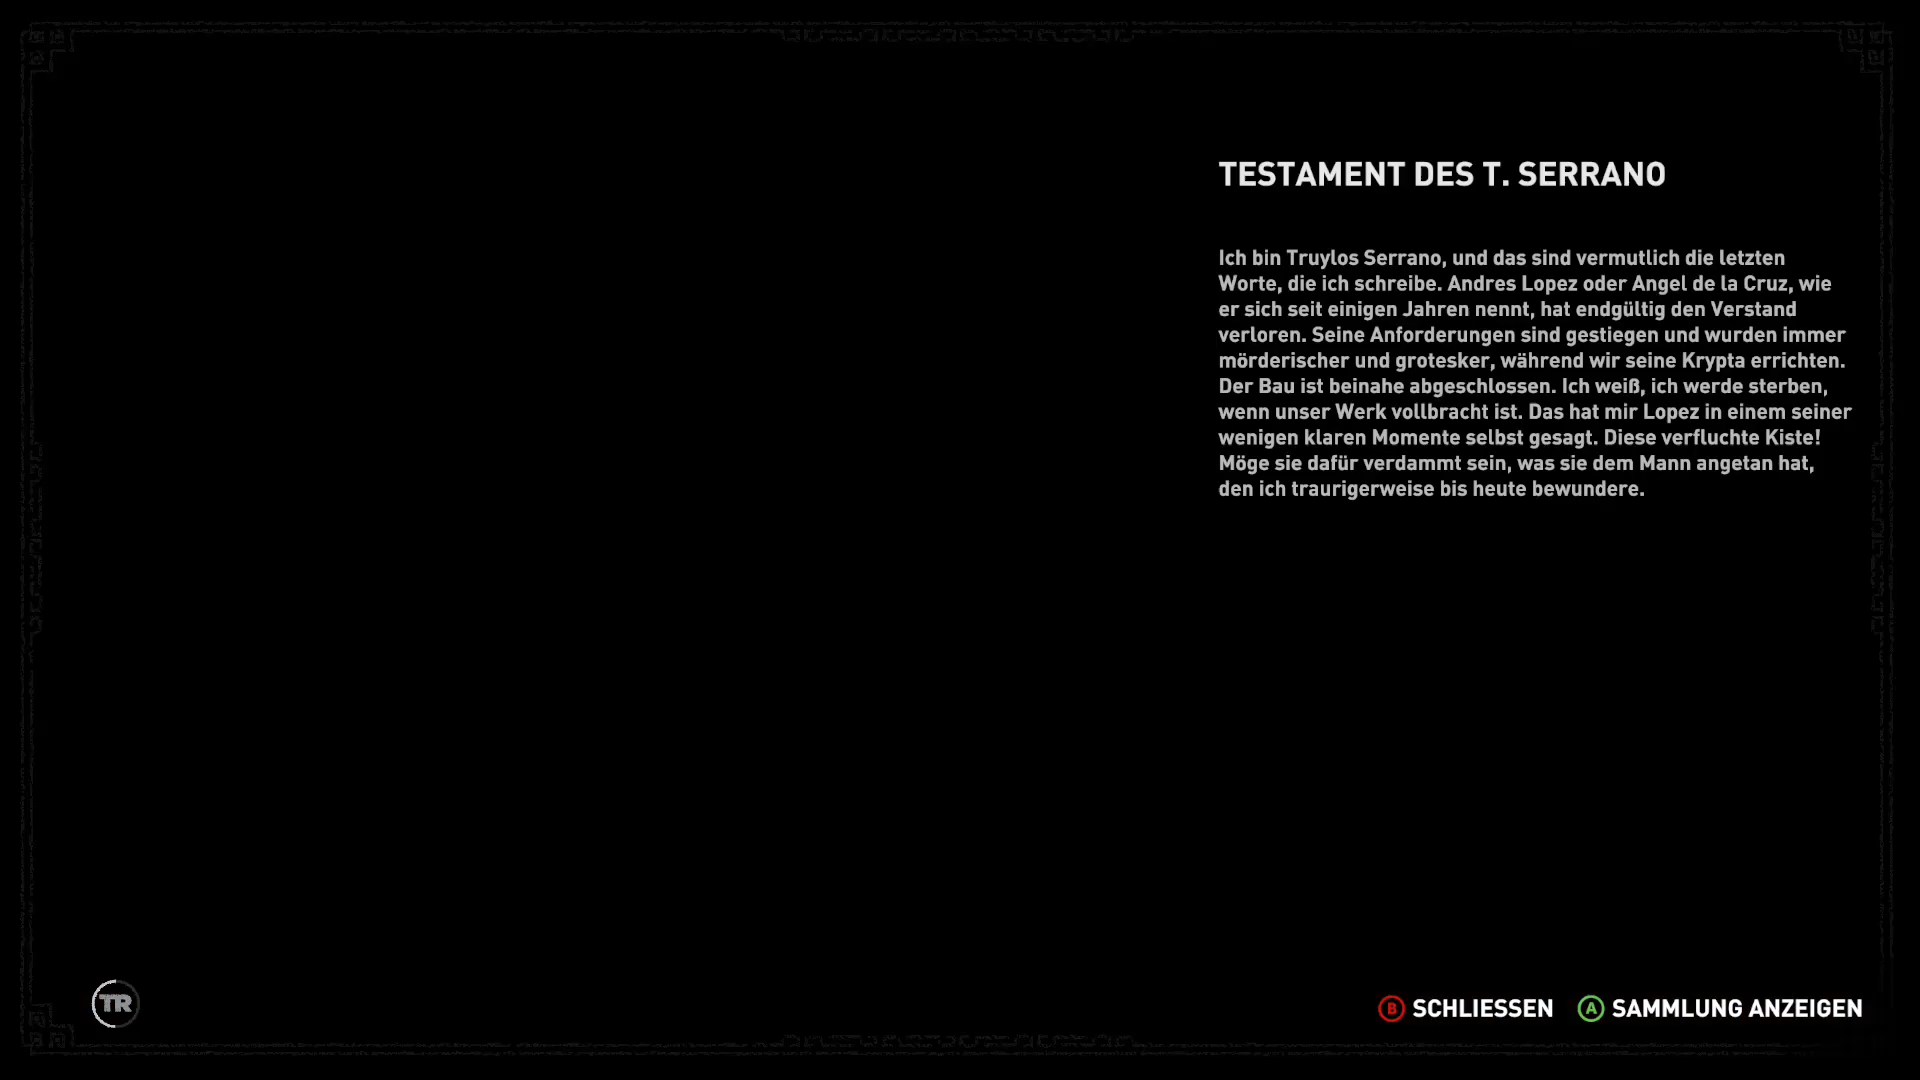 TESTAMENT DES T. SERRANO
Ich bin Truylos Serrano, und das sind vermutlich die letzten
Worte, die ich schreibe. Andres Lopez oder Angel de la Cruz, wie
er sich seit einigen Jahren nennt, hat endgültig den Verstand
verloren. Seine Anforderungen sind gestiegen und wurden immer
mörderischer und grotesker, während wir seine Krypta errichten.
Der Bau ist beinahe abgeschlossen. Ich weiß, ich werde sterben,
wenn unser Werk vollbracht ist. Das hat mir Lopez in einem seiner
wenigen klaren Momente selbst gesagt. Diese verfluchte Kiste!
Möge sie dafür verdammt sein, was sie dem Mann angetan hat,
den ich traurigerweise bis heute bewundere.
TR
B SCHLIESSEN A SAMMLUNG ANZEIGEN